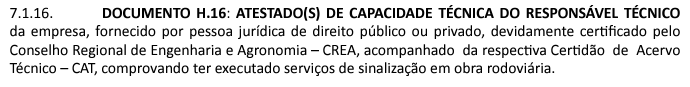 7.1.16. DOCUMENTO H.16: ATESTADO(S) DE CAPACIDADE TÉCNICA DO RESPONSÁVEL TÉCNICO
da empresa, fornecido por pessoa jurídica de direito público ou privado, devidamente certificado pelo
Conselho Regional de Engenharia e Agronomia – CREA, acompanhado da respectiva Certidão de Acervo
Técnico – CAT, comprovando ter executado serviços de sinalização em obra rodoviária.